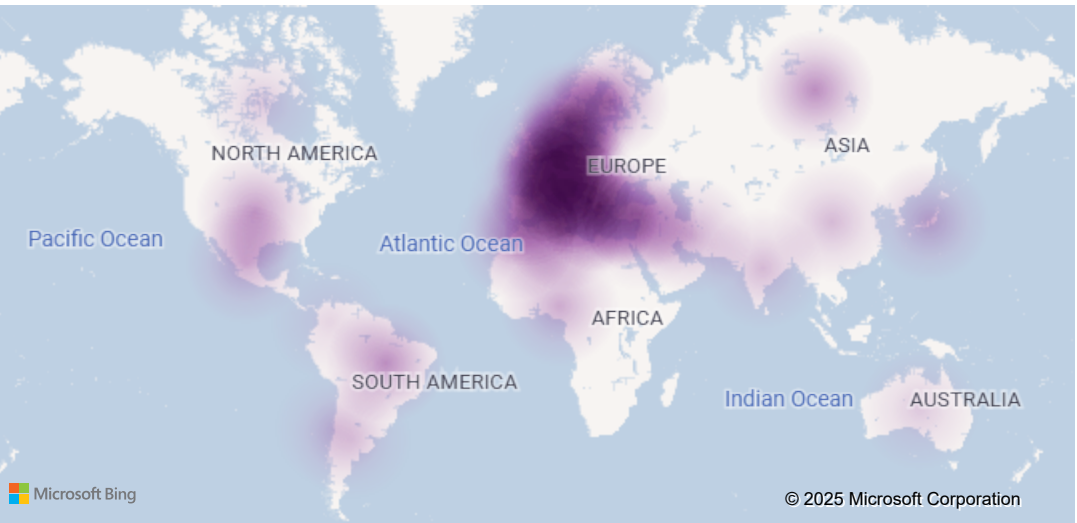 NORTH AMERICA
EUROPE
ASIA
Pacific Ocean
Atlantic Ocean
AFRICA
SOUTH AMERICA
Indian Ocean
AUSTRALIA
Microsoft Bing
© 2025 Microsoft Corporation